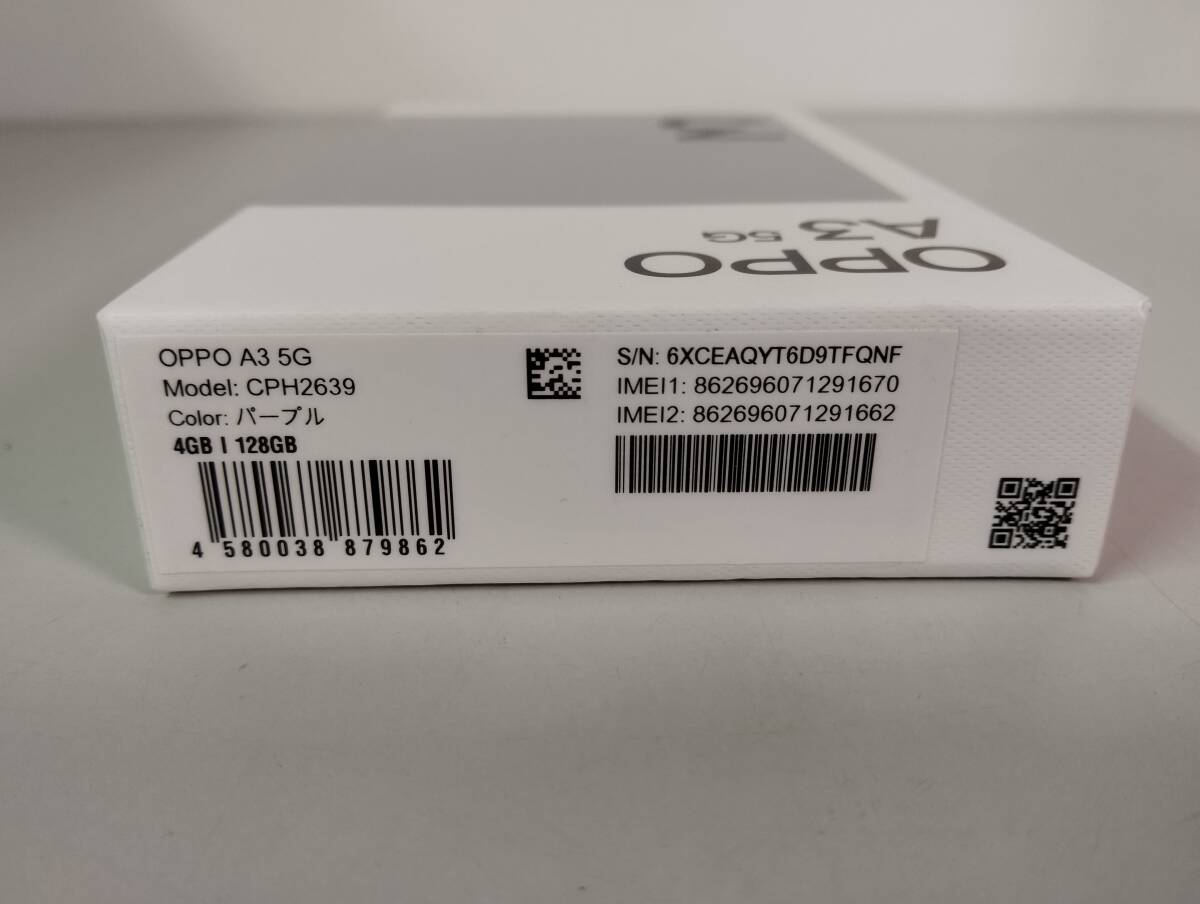 OPPO
A3 5G
OPPO A3 5G
Model: CPH2639
Color: パープル
4GB | 128GB
4 580038 879862
S/N: 6XCEAQYT6D9TFQNF
IMEI1: 862696071291670
IMEI2: 862696071291662